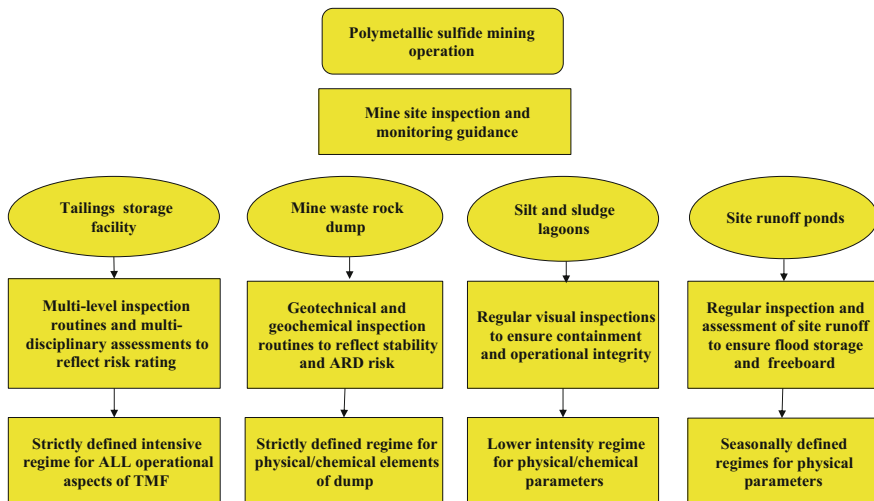 Polymetallic sulfide mining
operation
Mine site inspection and
monitoring guidance
Tailings storage
facility
Mine waste rock
dump
Silt and sludge
lagoons
Site runoff ponds
Multi-level inspection
routines and multi-
disciplinary assessments to
reflect risk rating
Geotechnical and
geochemical inspection
routines to reflect stability
and ARD risk
Regular visual inspections
to ensure containment
and operational integrity
Regular inspection and
assessment of site runoff
to ensure flood storage
and freeboard
Strictly defined intensive
regime for ALL operational
aspects of TMF
Strictly defined regime for
physical/chemical elements
of dump
Lower intensity regime
for physical/chemical
parameters
Seasonally defined
regimes for physical
parameters